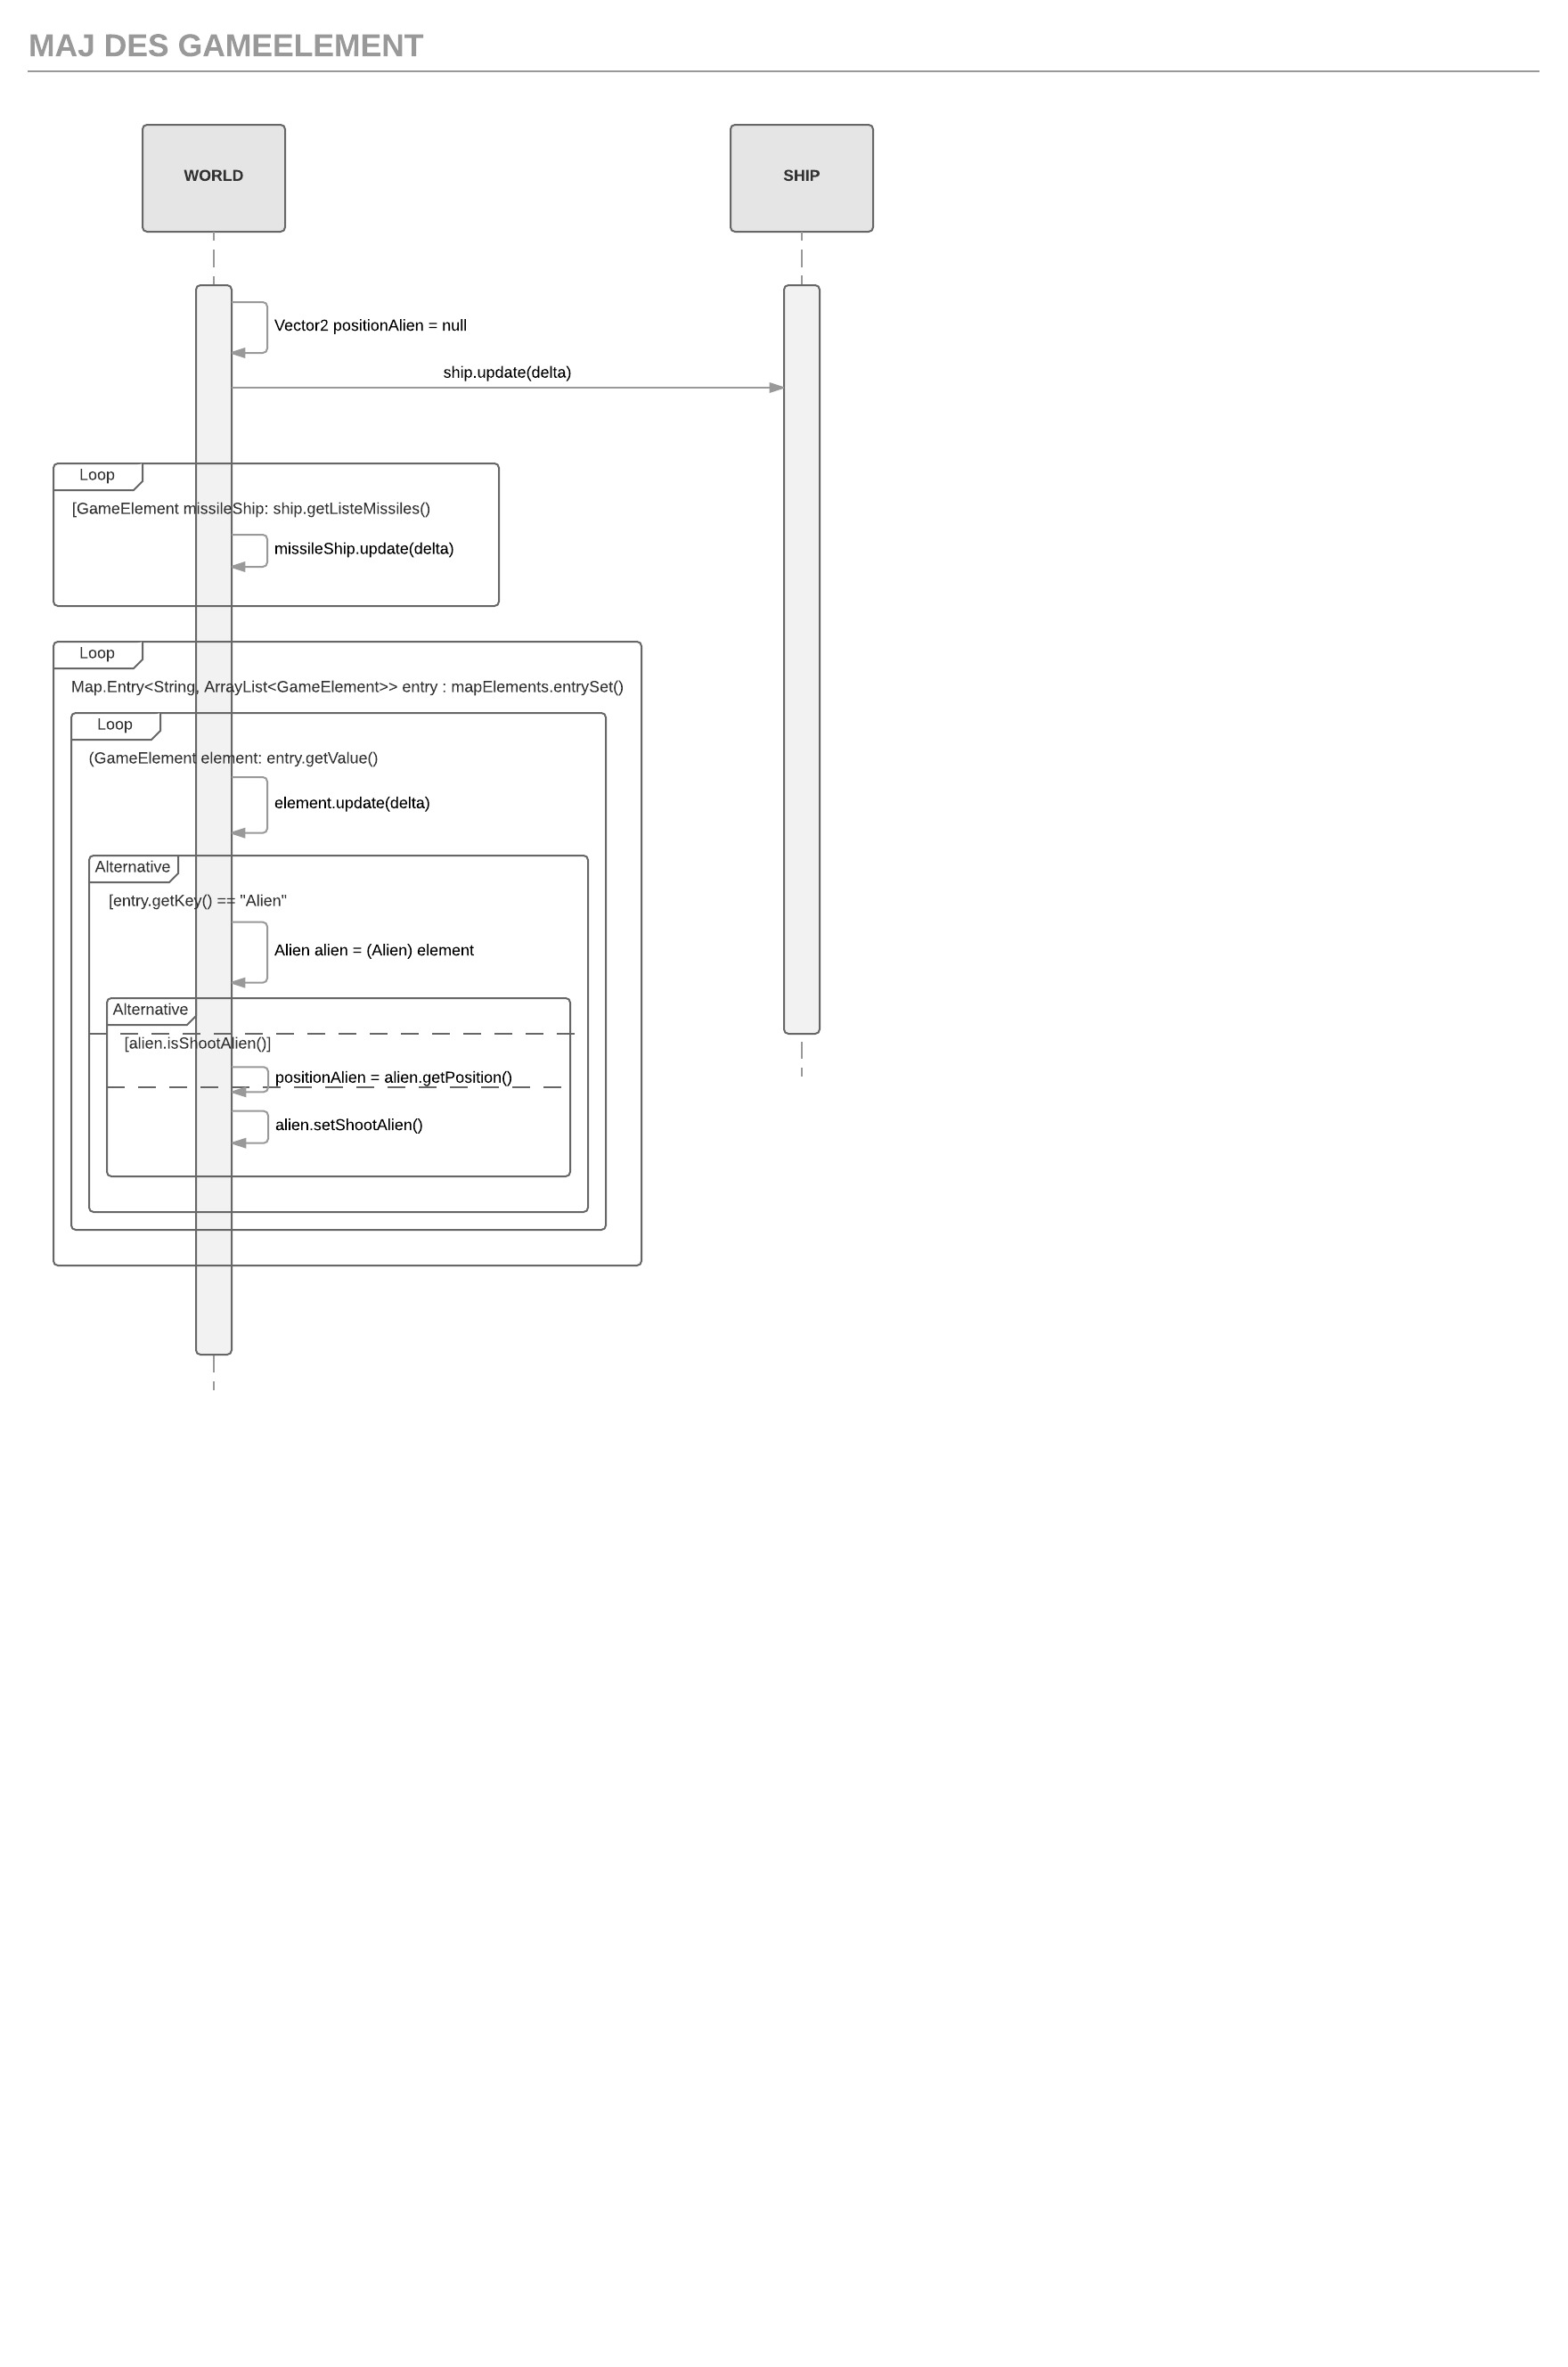 MAJ DES GAMEELEMENT
WORLD
SHIP
Vector2 positionAlien = null
ship.update(delta)
Loop
[GameElement missileShip: ship.getListeMissiles()
missileShip.update(delta)
Loop
Map.Entry<String, ArrayList<GameElement>> entry : mapElements.entrySet()
Loop
(GameElement element: entry.getValue()
element.update(delta)
Alternative
[entry.getKey() == "Alien"
Alien alien = (Alien) element
Alternative
[alien.isShootAlien()]
positionAlien = alien.getPosition()
alien.setShootAlien()